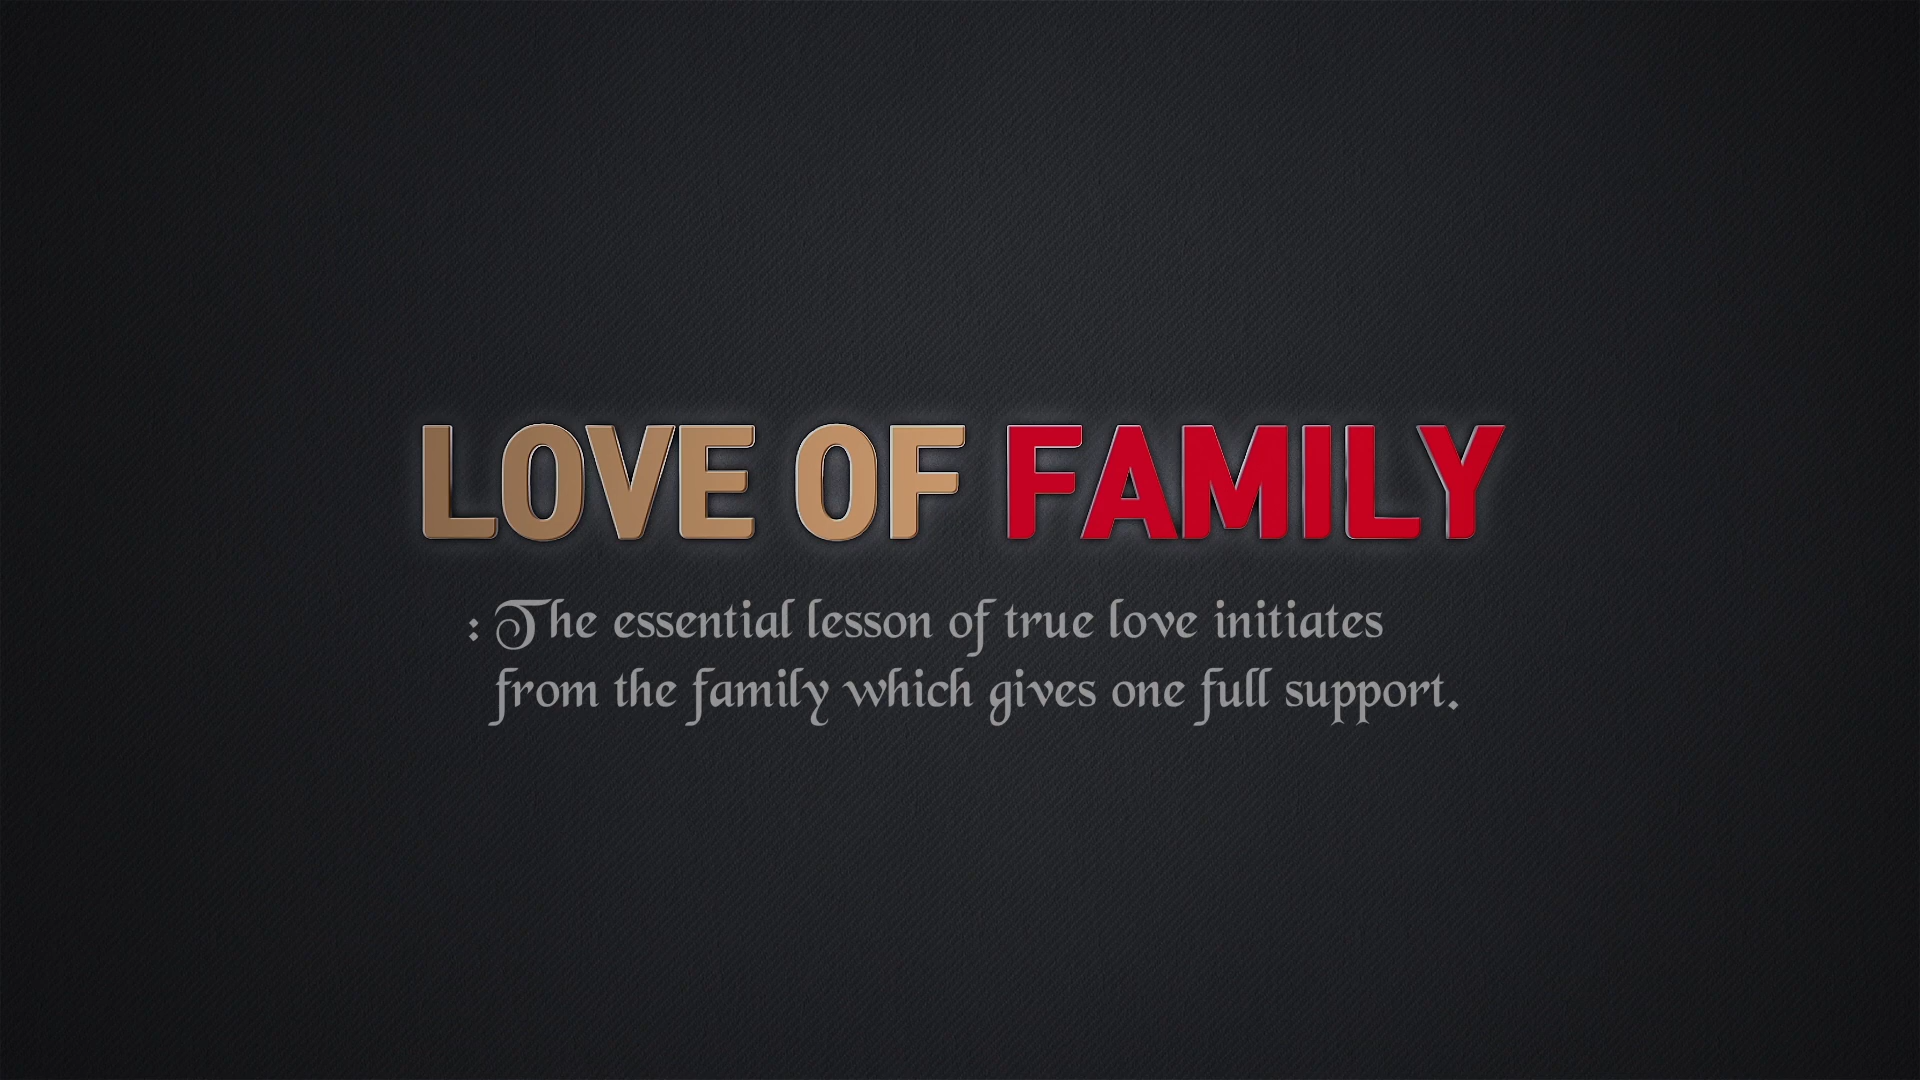 LOVE OF FAMILY
: The essential lesson of true love initiates
from the family which gives one full support.